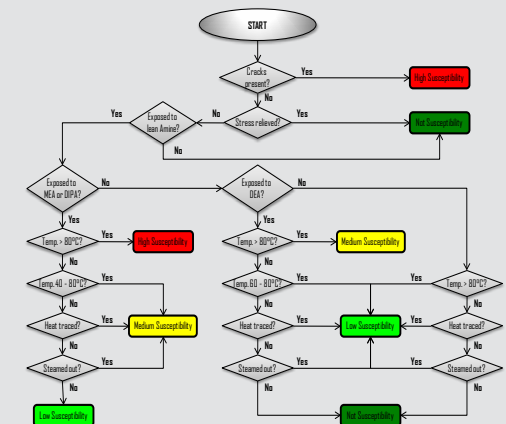 START
Cracks
present?
Yes
High Susceptibility
No
Exposed to
lean Amine?
Yes
No
Stress relieved?
Yes
Not Susceptibility
No
Exposed to
MEA or DIPA?
No
Exposed to
DEA?
No
Yes
Yes
Temp. > 80°C?
Yes
High Susceptibility
Temp. > 80°C?
Yes
Medium Susceptibility
No
No
Temp. 40 - 80°C?
Yes
Temp. 60 - 80°C?
Yes
Yes
Temp. > 80°C?
No
No
No
Heat traced?
Yes
Medium Susceptibility
Heat traced?
Yes
Low Susceptibility
Yes
Heat traced?
No
No
No
Steamed out?
Yes
Steamed out?
Yes
Yes
Steamed out?
No
No
No
Low Susceptibility
Not Susceptibility